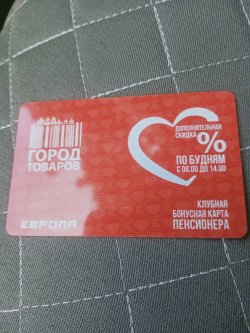 ГОРОД
ТОВАРОВ
ЕВРОПА
ДОПОЛНИТЕЛЬНАЯ
СКИДКА
%
ПО БУДНЯМ
С 08.00 ДО 14.00
КЛУБНАЯ
БОНУСНАЯ КАРТА
ПЕНСИОНЕРА